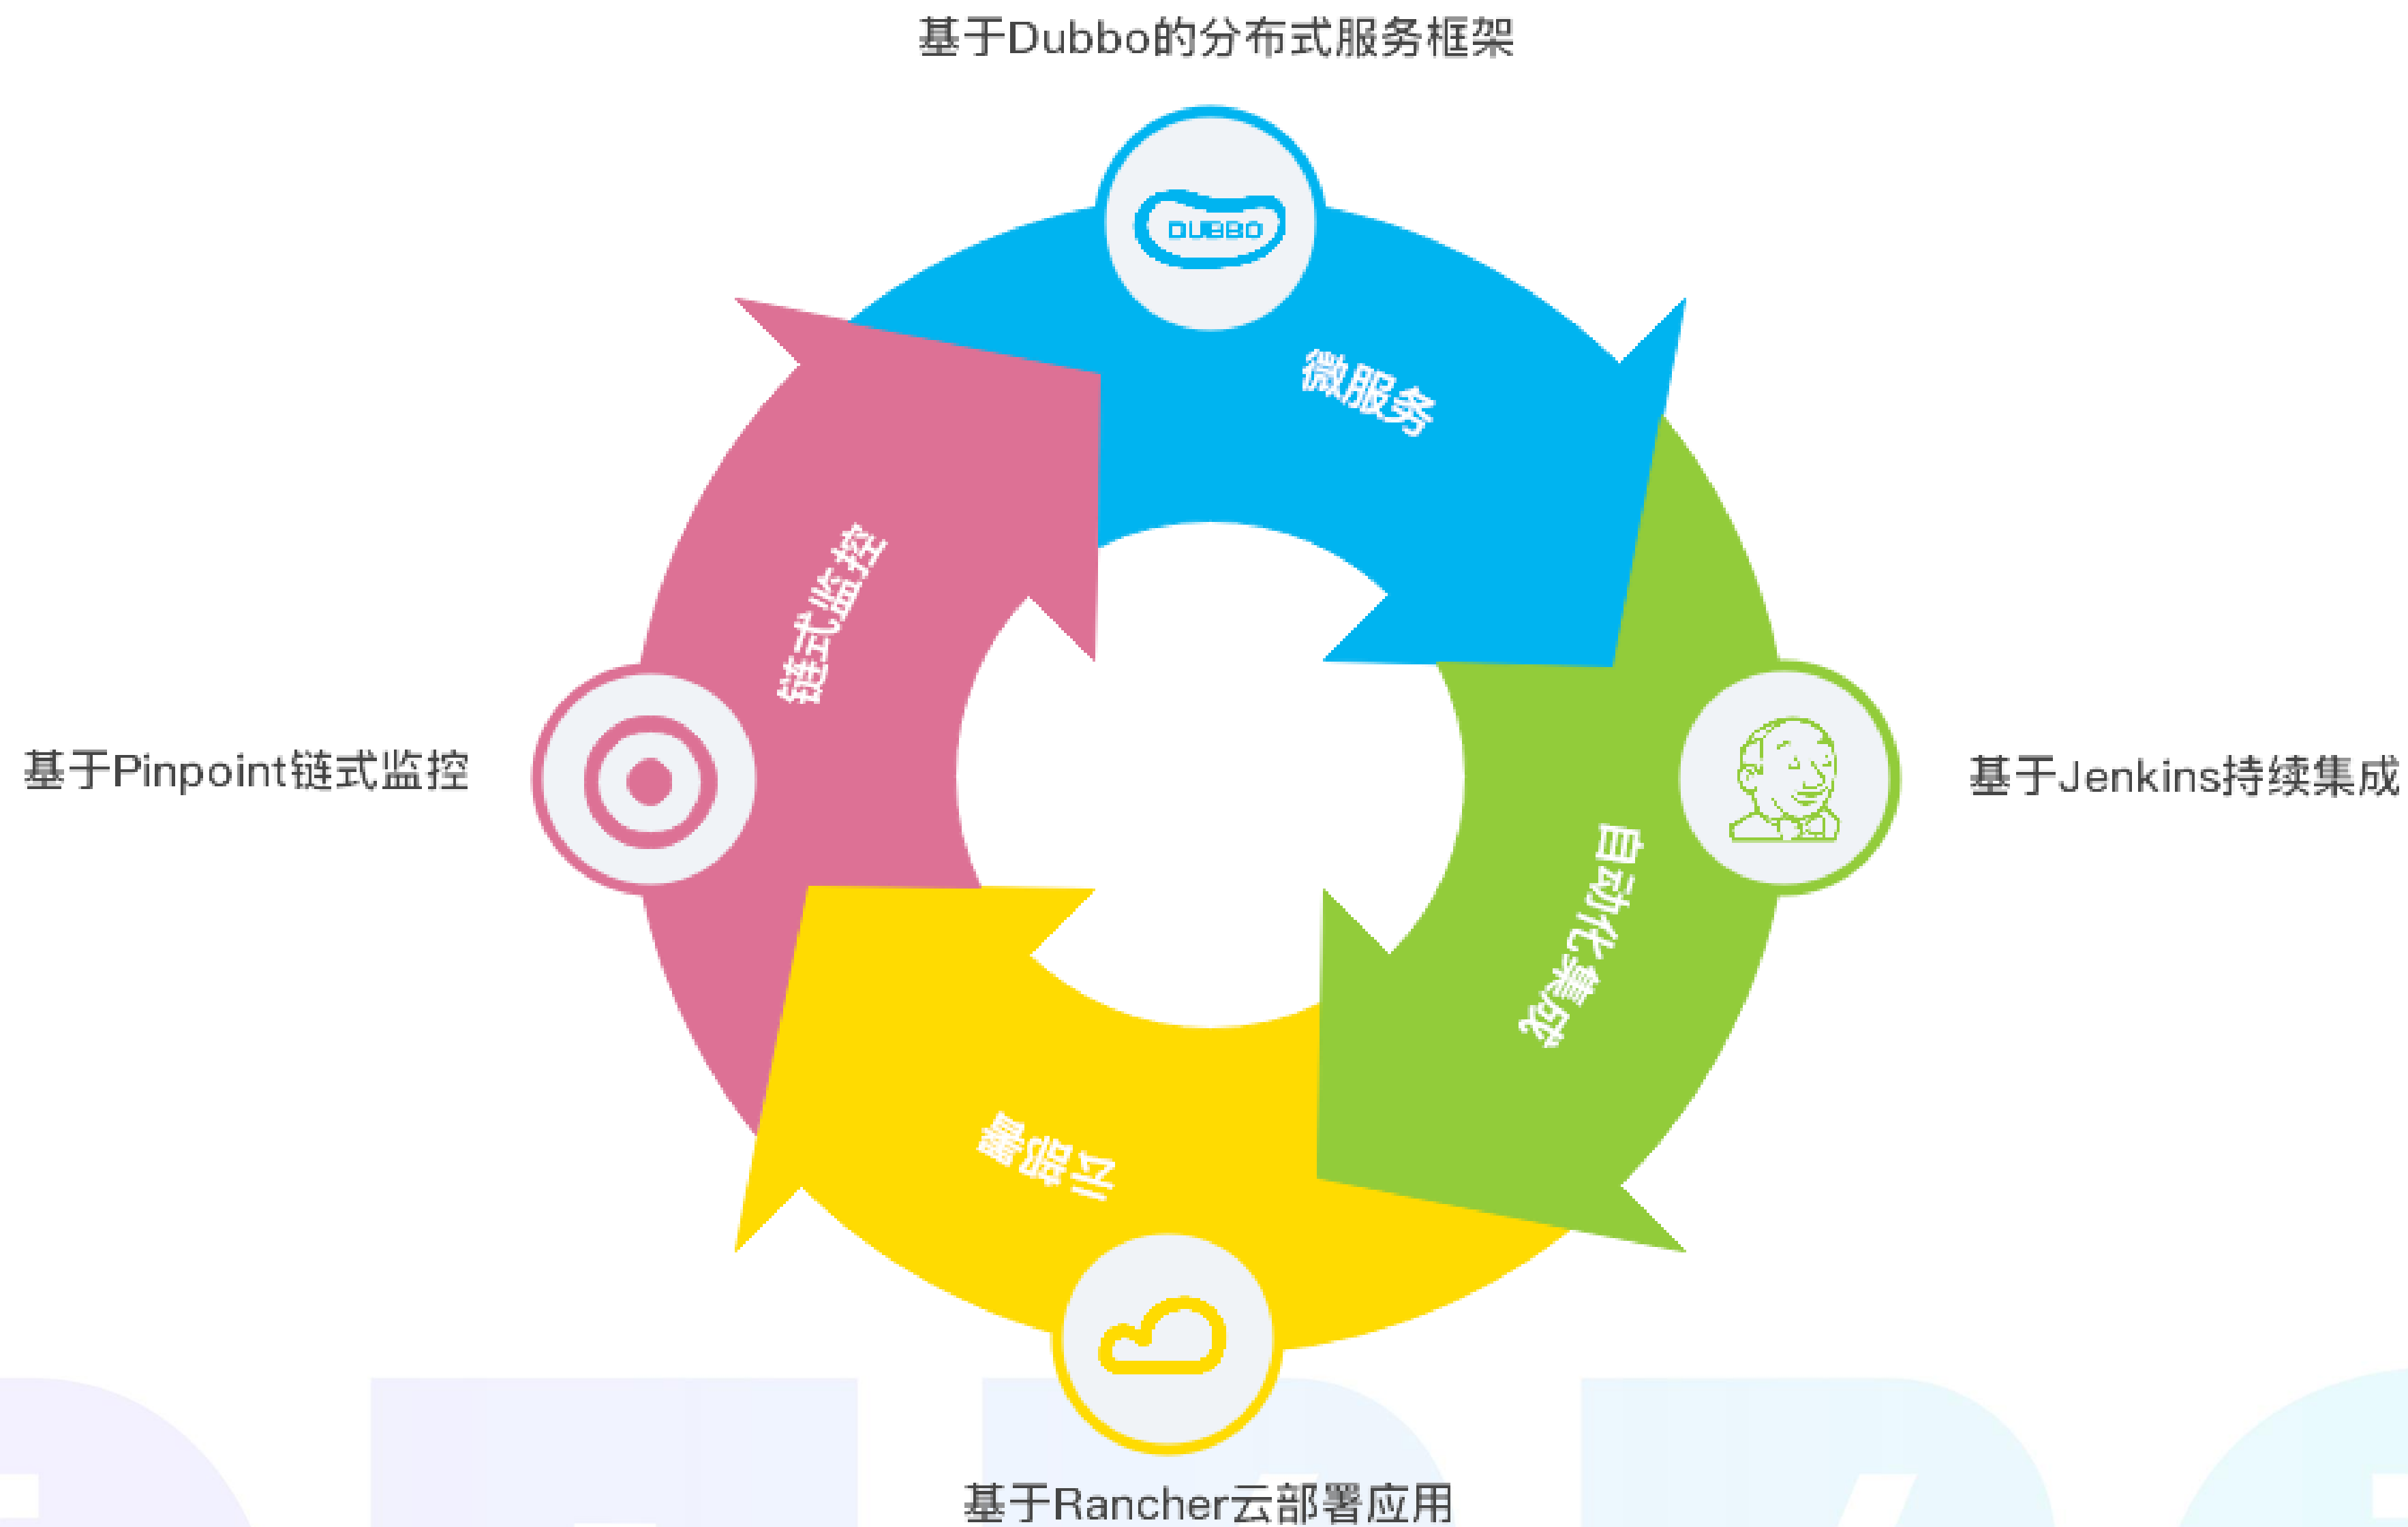 基于Dubbo的分布式服务框架
DUBBO
微服务
链式监控
基于Pinpoint链式监控
基于Jenkins持续集成
自动化集成
云部署
基于Rancher云部署应用